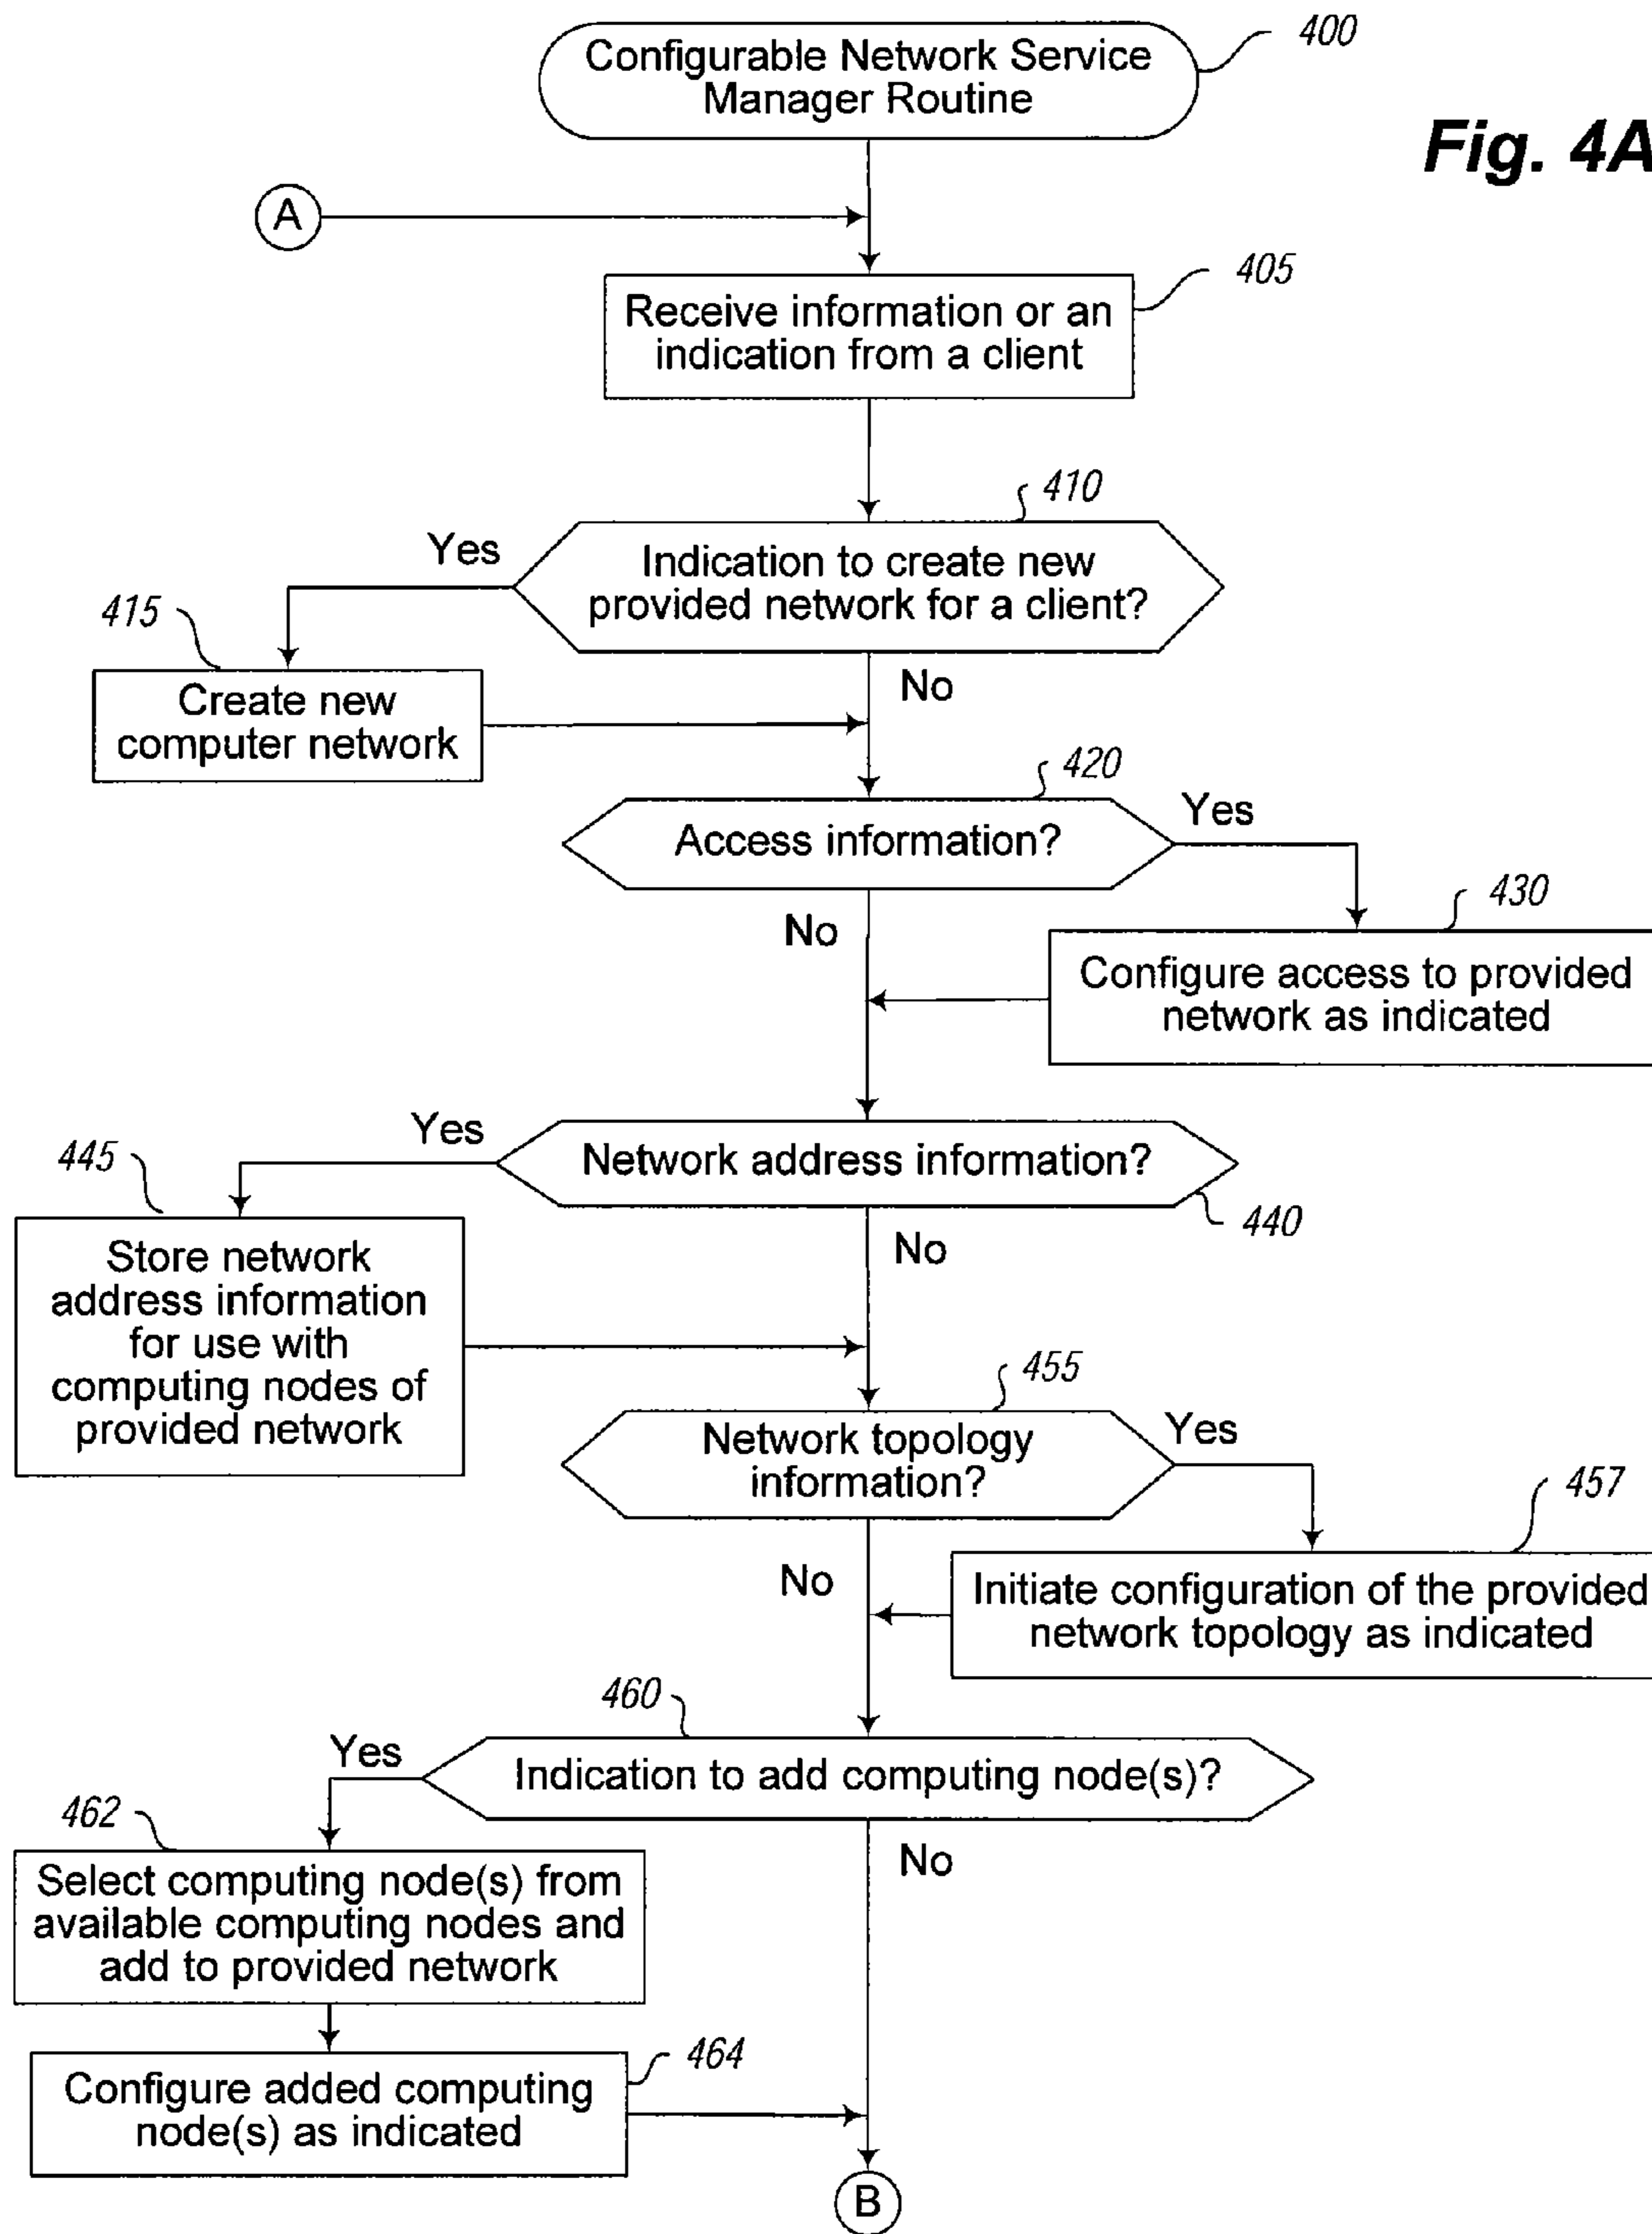 Configurable Network Service
Manager Routine
400
Fig. 4A
A
405
Receive information or an
indication from a client
410
Yes
Indication to create new
provided network for a client?
415
No
Create new
computer network
420
Yes
Access information?
430
No
Configure access to provided
network as indicated
Yes
445
Network address information?
440
Store network
address information
for use with
computing nodes of
provided network
No
455
Network topology
information?
Yes
457
No
Initiate configuration of the provided
network topology as indicated
460
Yes
Indication to add computing node(s)?
462
No
Select computing node(s) from
available computing nodes and
add to provided network
464
Configure added computing
node(s) as indicated
B